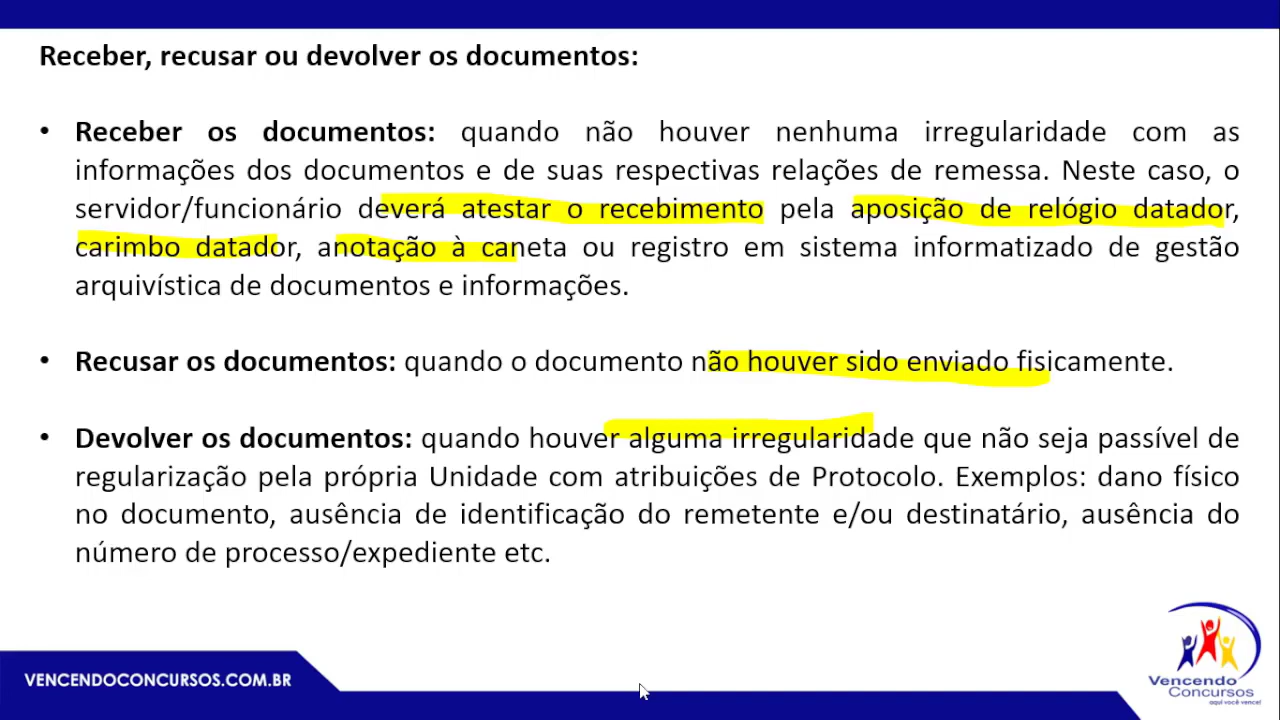 Receber, recusar ou devolver os documentos:
• Receber os documentos: quando não houver nenhuma irregularidade com as
informações dos documentos e de suas respectivas relações de remessa. Neste caso, o
servidor/funcionário deverá atestar o recebimento pela aposição de relógio datador,
carimbo datador, anotação à caneta ou registro em sistema informatizado de gestão
arquivística de documentos e informações.
• Recusar os documentos: quando o documento não houver sido enviado fisicamente.
• Devolver os documentos: quando houver alguma irregularidade que não seja passível de
regularização pela própria Unidade com atribuições de Protocolo. Exemplos: dano físico
no documento, ausência de identificação do remetente e/ou destinatário, ausência do
número de processo/expediente etc.
VENCENDOCONCURSOS.COM.BR
Vencendo
Concursos
aqui você vence!